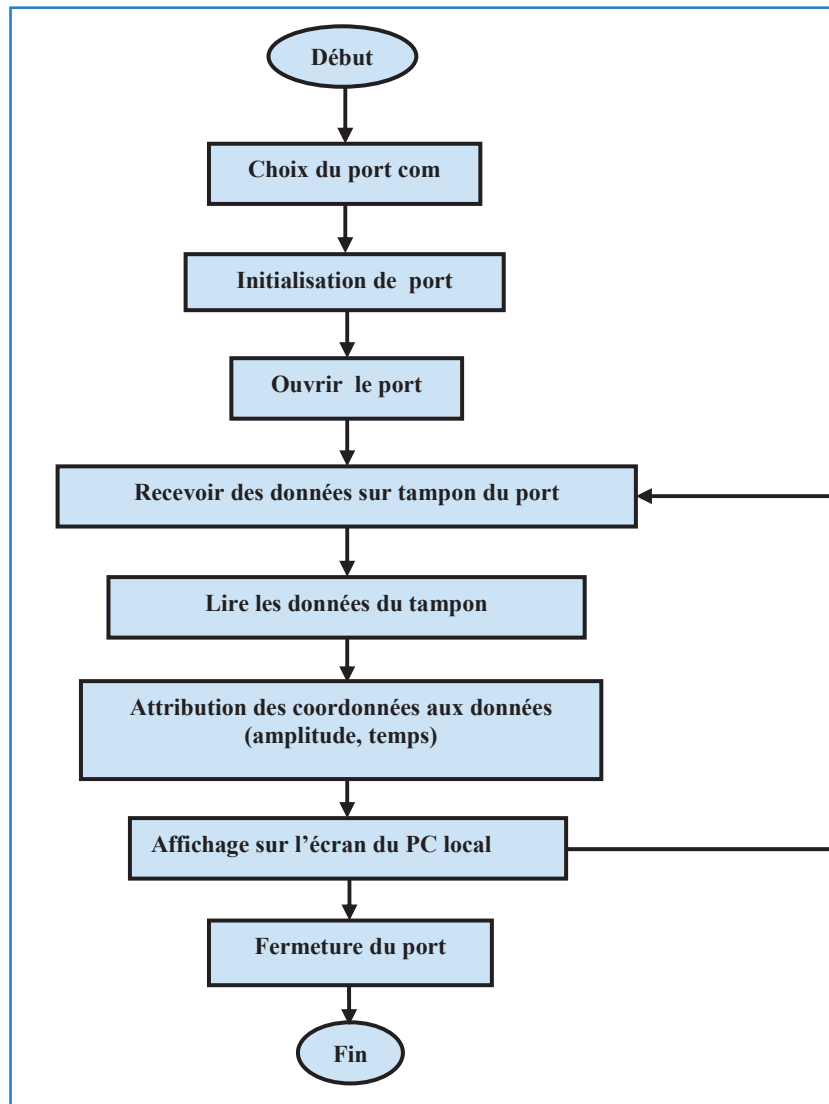 Début
Choix du port com
Initialisation de port
Ouvrir le port
Recevoir des données sur tampon du port
Lire les données du tampon
Attribution des coordonnées aux données
(amplitude, temps)
Affichage sur l’écran du PC local
Fermeture du port
Fin